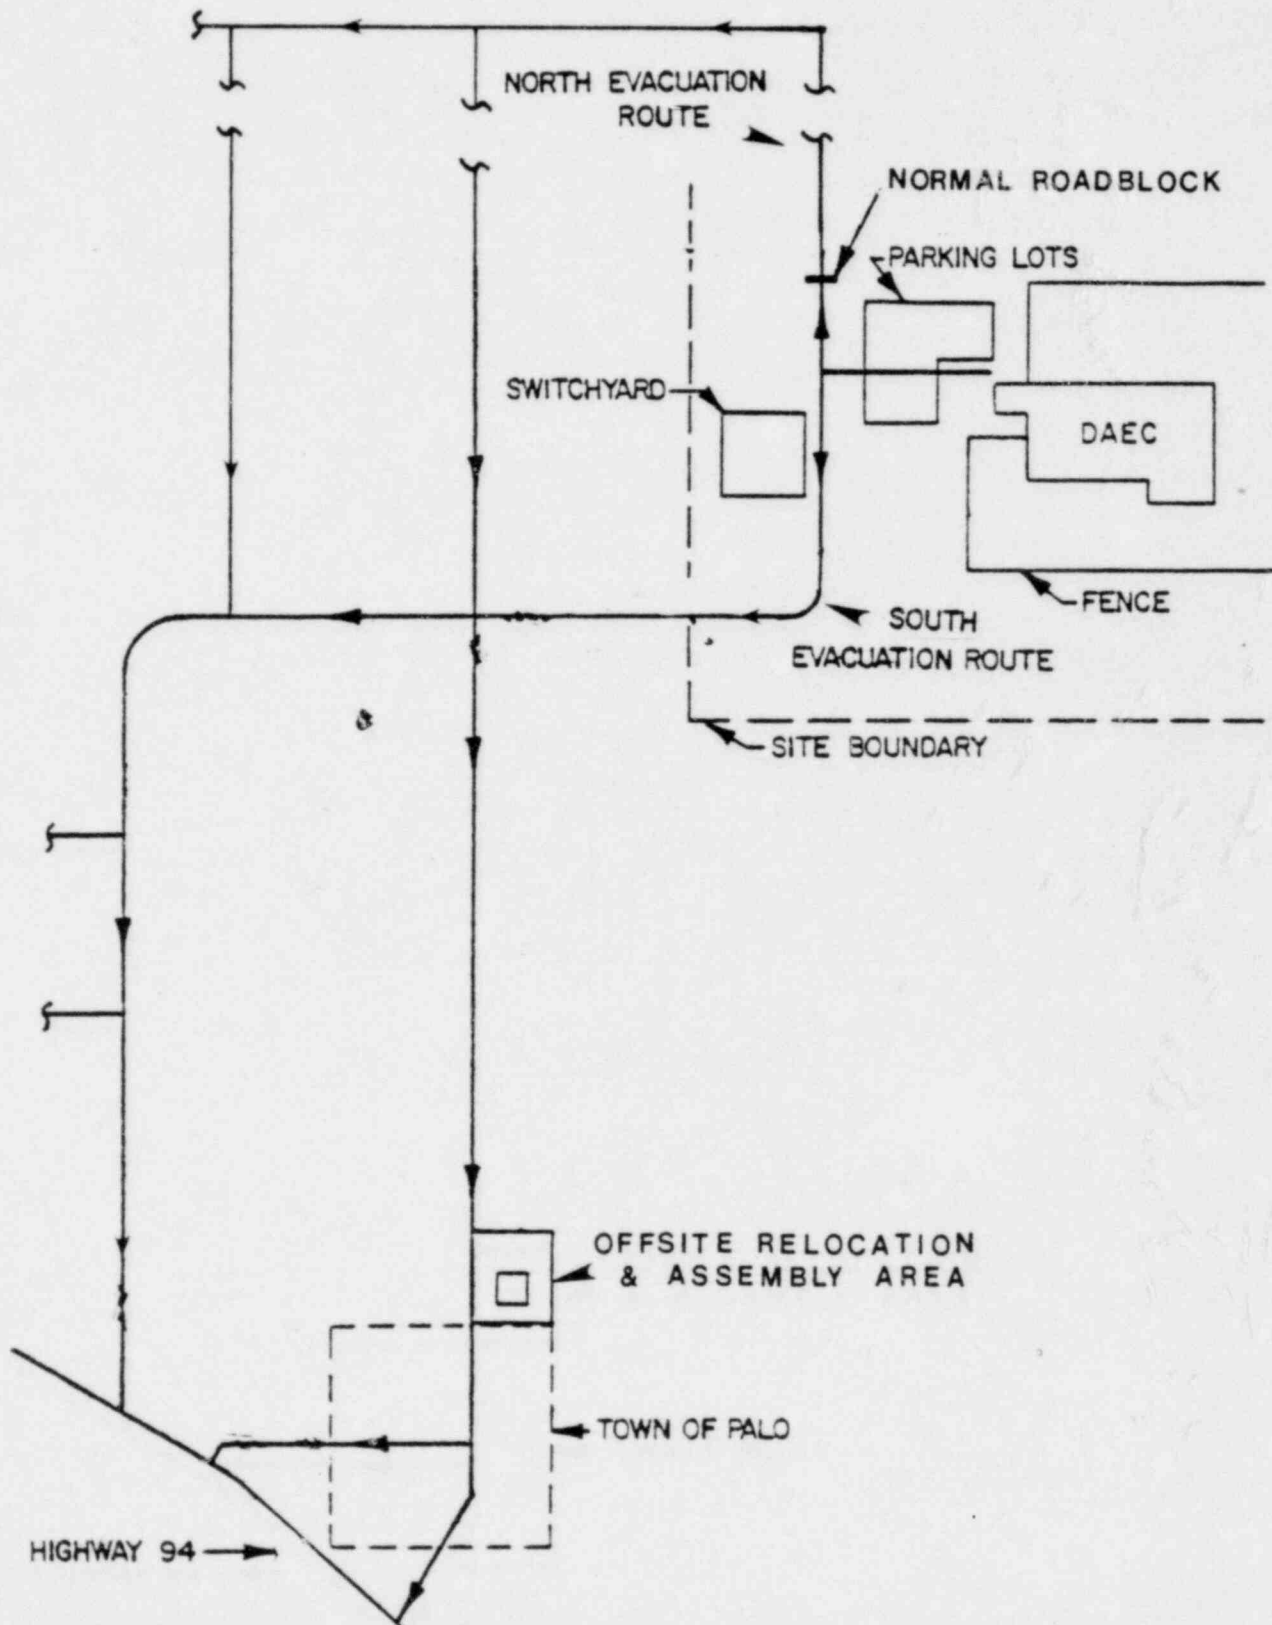 NORTH EVACUATION
ROUTE
NORMAL ROADBLOCK
PARKING LOTS
SWITCHYARD
DAEC
FENCE
SOUTH
EVACUATION ROUTE
SITE BOUNDARY
OFFSITE RELOCATION
& ASSEMBLY AREA
TOWN OF PALO
HIGHWAY 94